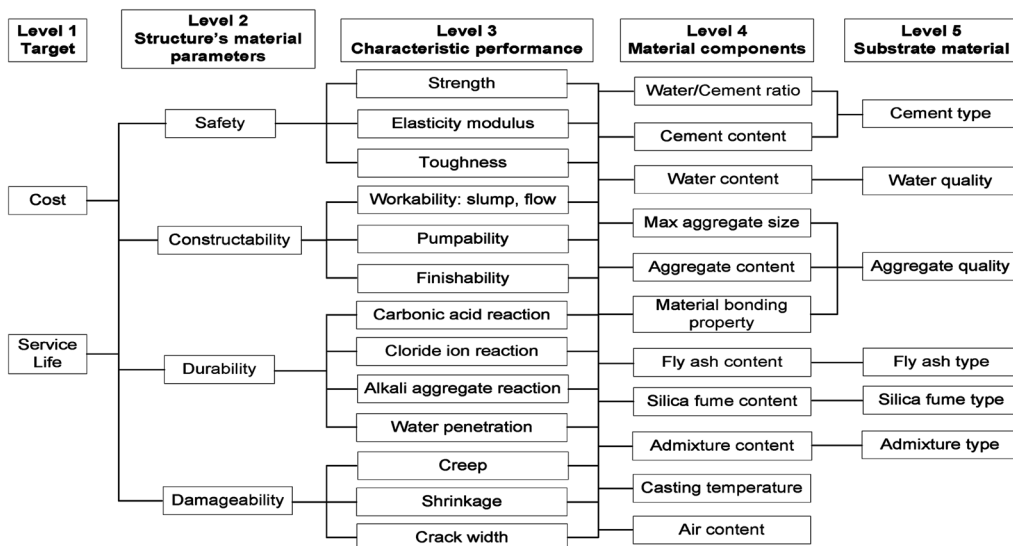 Level 1
Target
Level 2
Structure's material
parameters
Level 3
Characteristic performance
Level 4
Material components
Level 5
Substrate material
Cost
Service
Life
Safety
Constructability
Durability
Damageability
Strength
Elasticity modulus
Toughness
Workability: slump, flow
Pumpability
Finishability
Carbonic acid reaction
Cloride ion reaction
Alkali aggregate reaction
Water penetration
Creep
Shrinkage
Crack width
Water/Cement ratio
Cement content
Water content
Max aggregate size
Aggregate content
Material bonding
property
Fly ash content
Silica fume content
Admixture content
Casting temperature
Air content
Cement type
Water quality
Aggregate quality
Fly ash type
Silica fume type
Admixture type